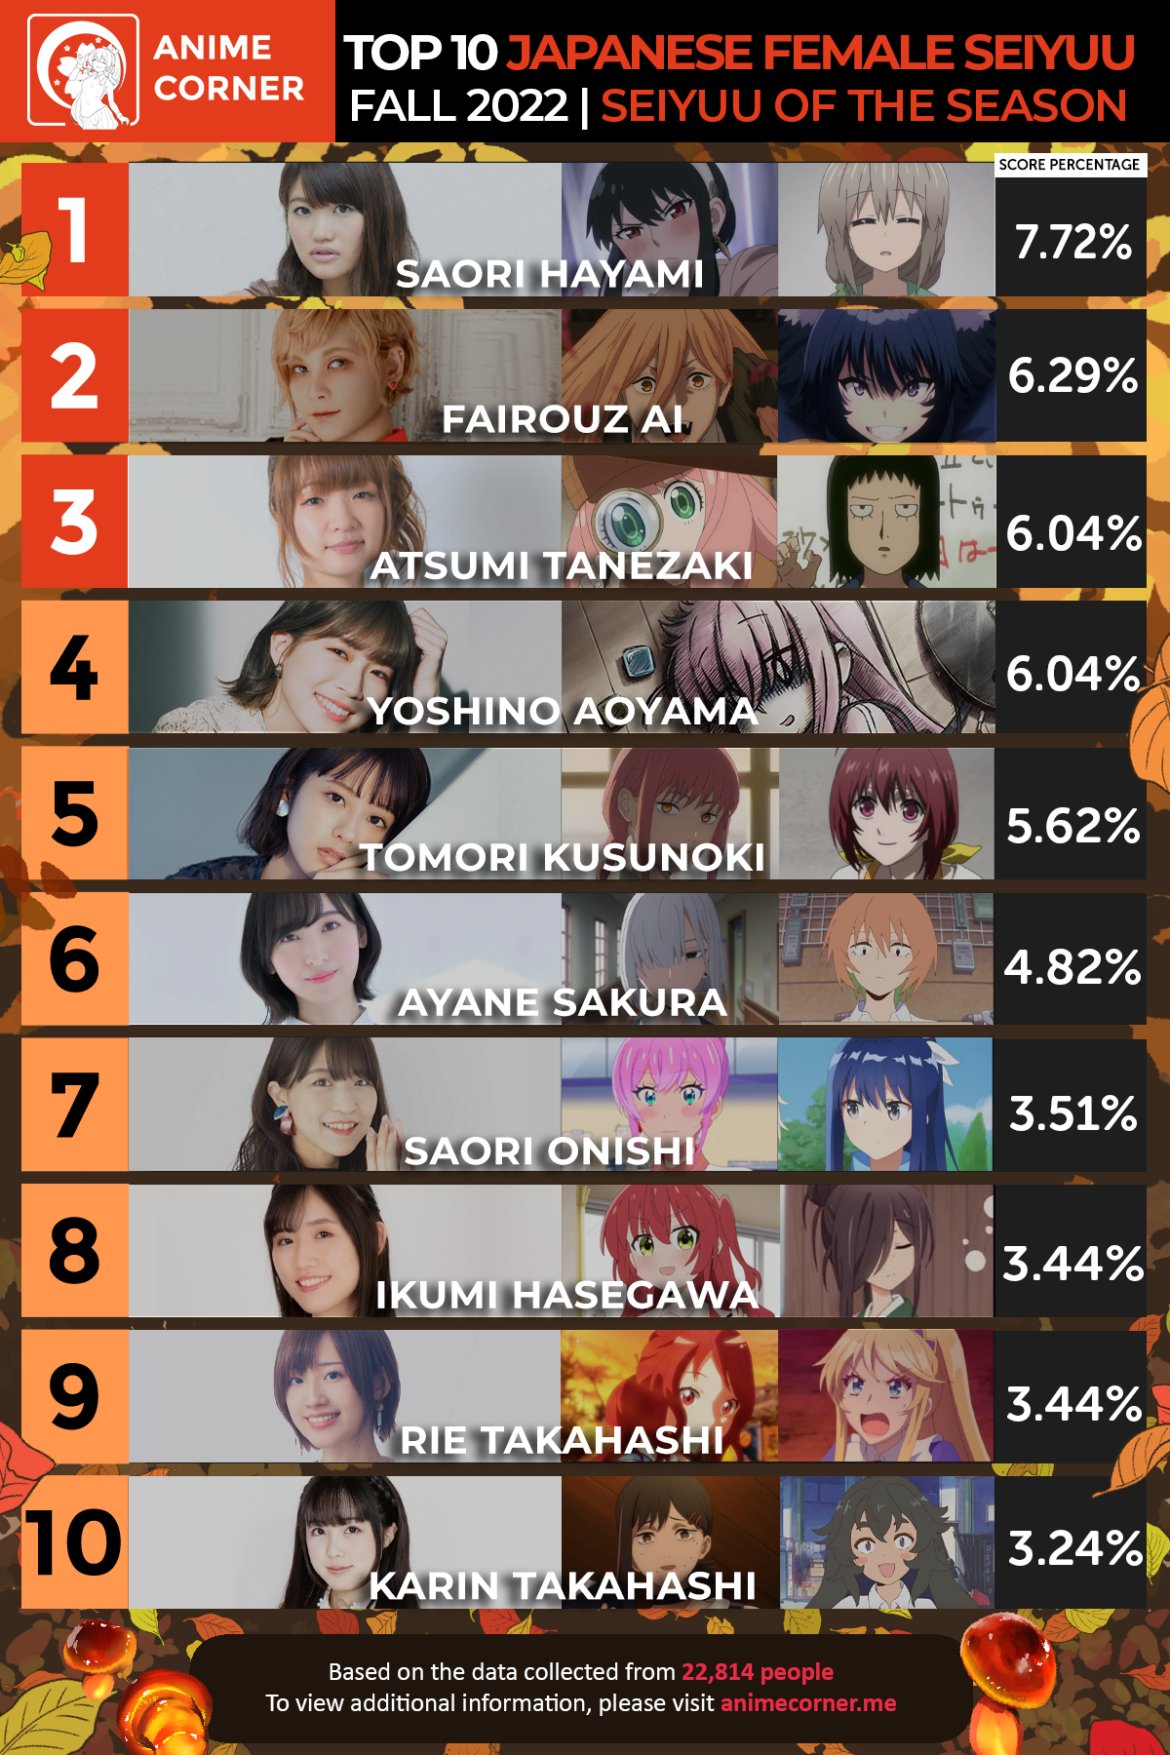 ANIME
CORNER
TOP 10 JAPANESE FEMALE SEIYUU
FALL 2022 | SEIYUU OF THE SEASON
SCORE PERCENTAGE
1
SAORI HAYAMI
7.72%
2
FAIROUZ AI
6.29%
3
ATSUMI TANEZAKI
6.04%
4
YOSHINO AOYAMA
6.04%
5
TOMORI KUSUNOKI
5.62%
6
AYANE SAKURA
4.82%
7
SAORI ONISHI
3.51%
8
IKUMI HASEGAWA
3.44%
9
RIE TAKAHASHI
3.44%
10
KARIN TAKAHASHI
3.24%
Based on the data collected from 22,814 people
To view additional information, please visit animecorner.me